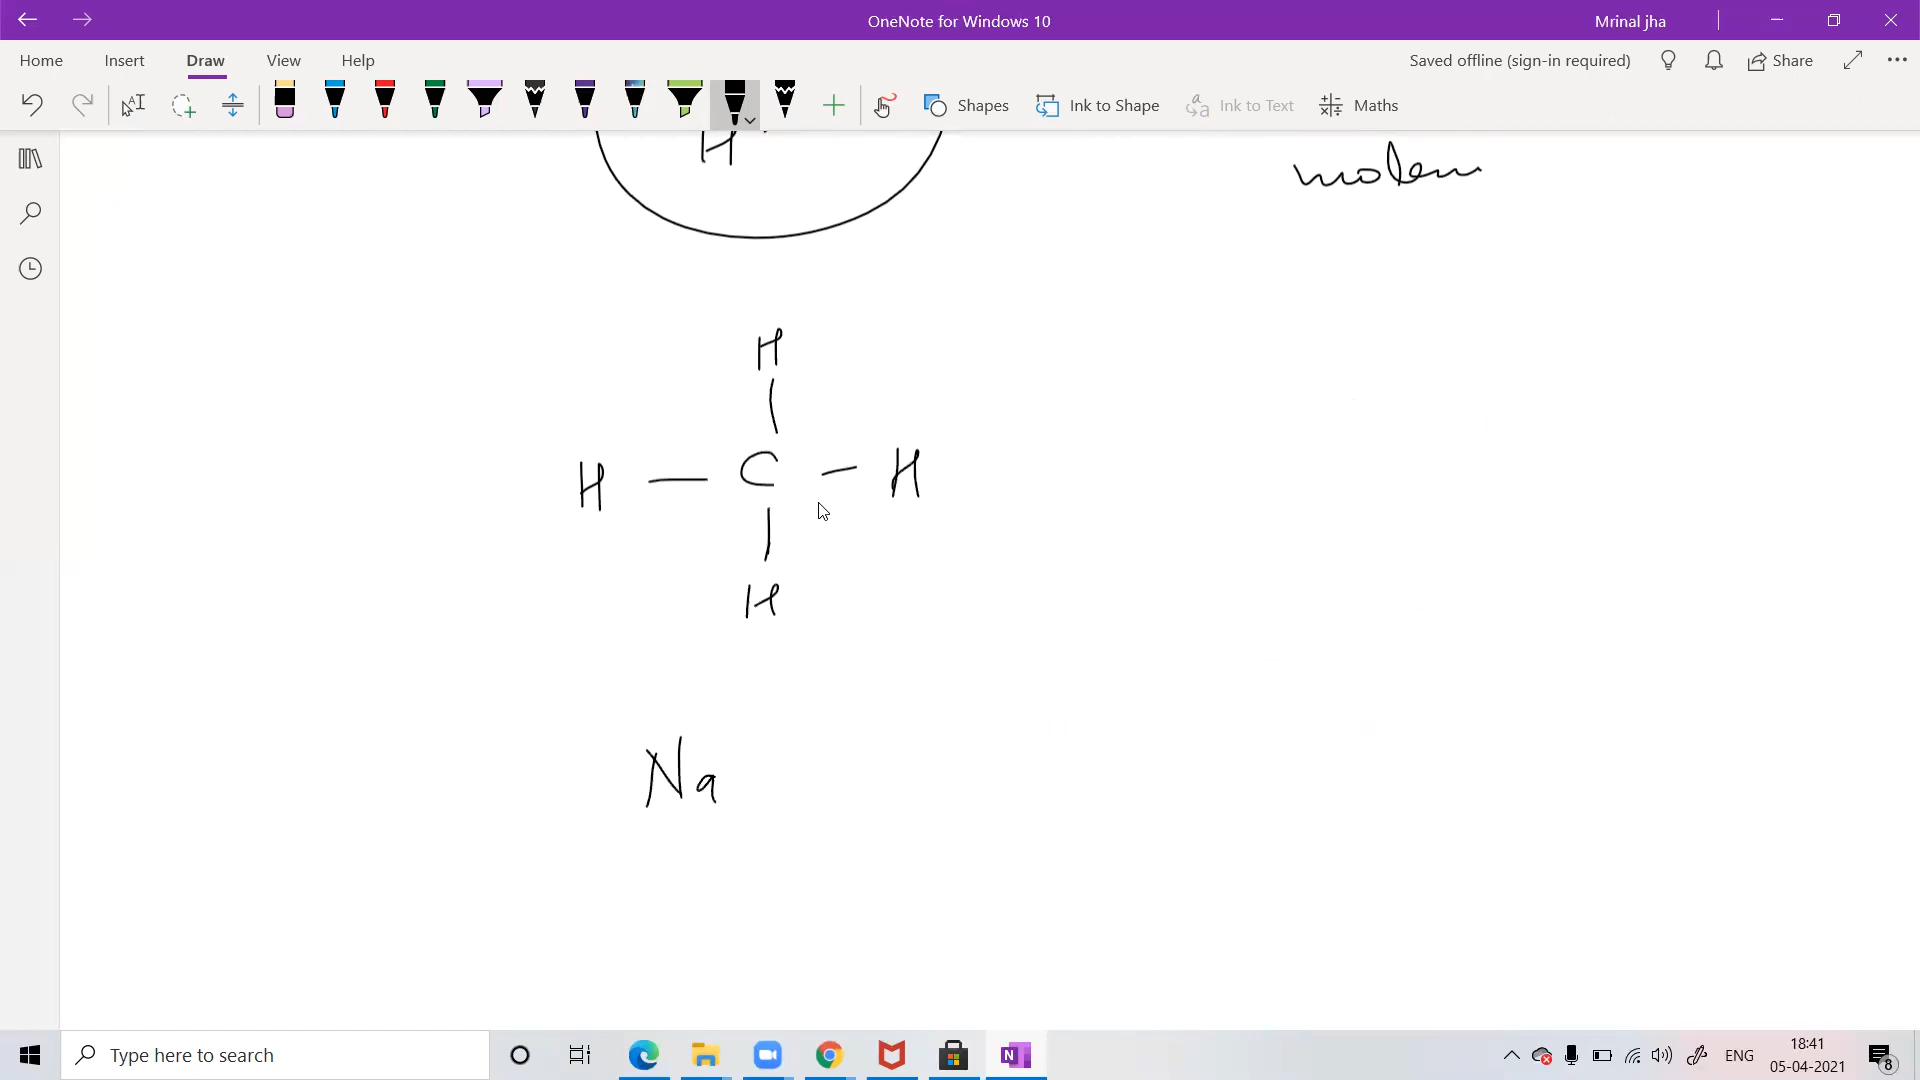 OneNote for Windows 10
Mrinal jha
Home Insert Draw View Help
Saved offline (sign-in required)
Share
Shapes
Ink to Shape
Ink to Text
Maths
H
H
H — C — H
H
Na
Type here to search
ENG
18:41
05-04-2021
8